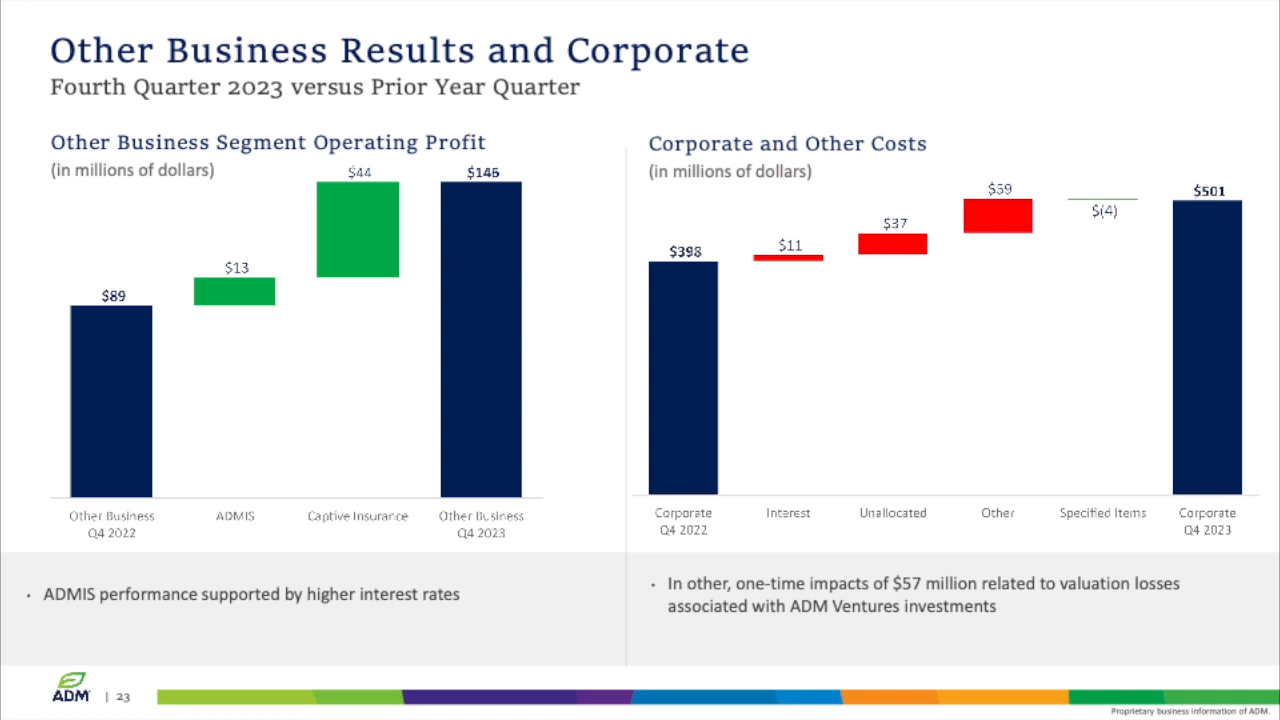 Other Business Results and Corporate
Fourth Quarter 2023 versus Prior Year Quarter
Other Business Segment Operating Profit
(in millions of dollars)
$89
$13
$44
$146
Other Business
Q4 2022
ADMIS
Captive Insurance
Other Business
Q4 2023
• ADMIS performance supported by higher interest rates
Corporate and Other Costs
(in millions of dollars)
$398
$11
$37
$59
$(4)
$501
Corporate
Q4 2022
Interest
Unallocated
Other
Specified Items
Corporate
Q4 2023
• In other, one-time impacts of $57 million related to valuation losses
associated with ADM Ventures investments
ADM
| 23
Proprietary business information of ADM.